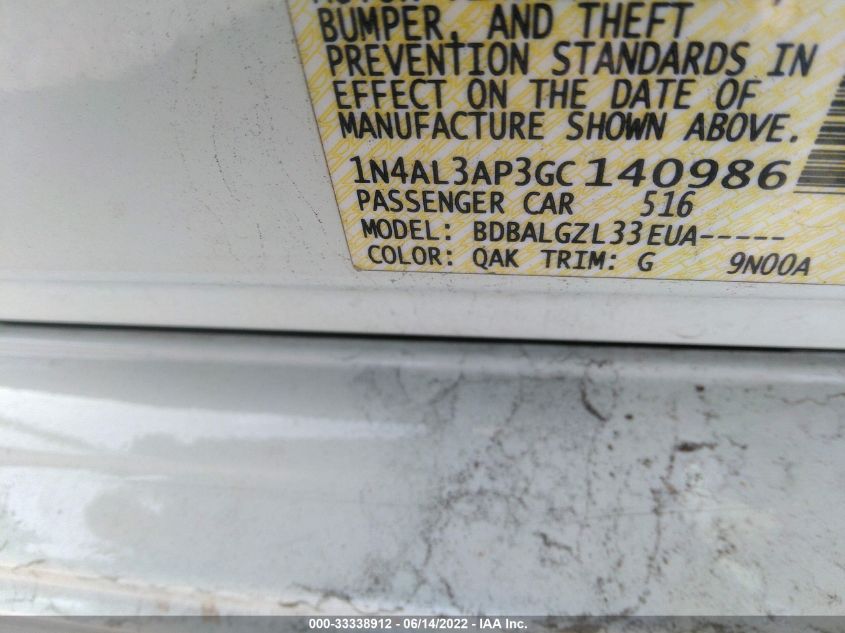 BUMPER, AND THEFT
PREVENTION STANDARDS IN
EFFECT ON THE DATE OF
MANUFACTURE SHOWN ABOVE.
1N4AL3AP3GC140986
PASSENGER CAR 516
MODEL: BDBALGZL33EUA-----
COLOR: QAK TRIM: G 9N00A
000-33338912 - 06/14/2022 - IAA Inc.